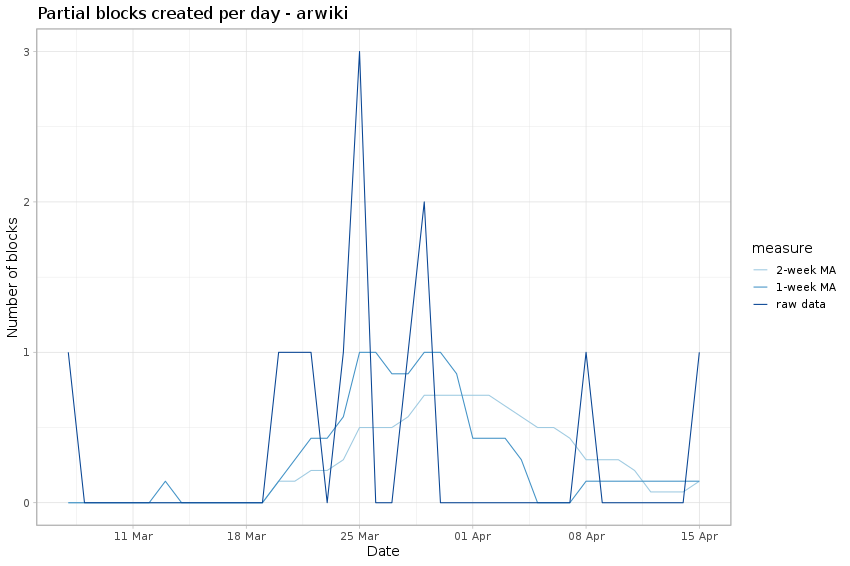 Partial blocks created per day - arwiki
Number of blocks
3
2
1
0
11 Mar
18 Mar
25 Mar
01 Apr
08 Apr
15 Apr
Date
measure
2-week MA
1-week MA
raw data